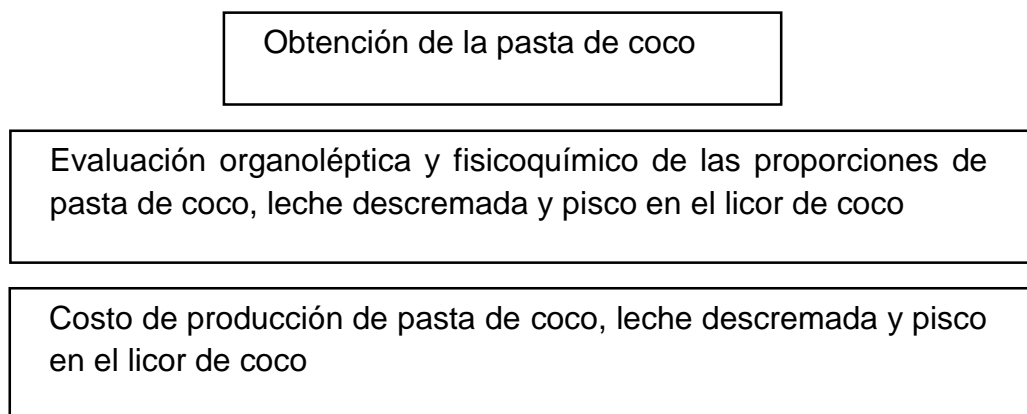 Obtención de la pasta de coco
Evaluación organoléptica y fisicoquímico de las proporciones de
pasta de coco, leche descremada y pisco en el licor de coco
Costo de producción de pasta de coco, leche descremada y pisco
en el licor de coco